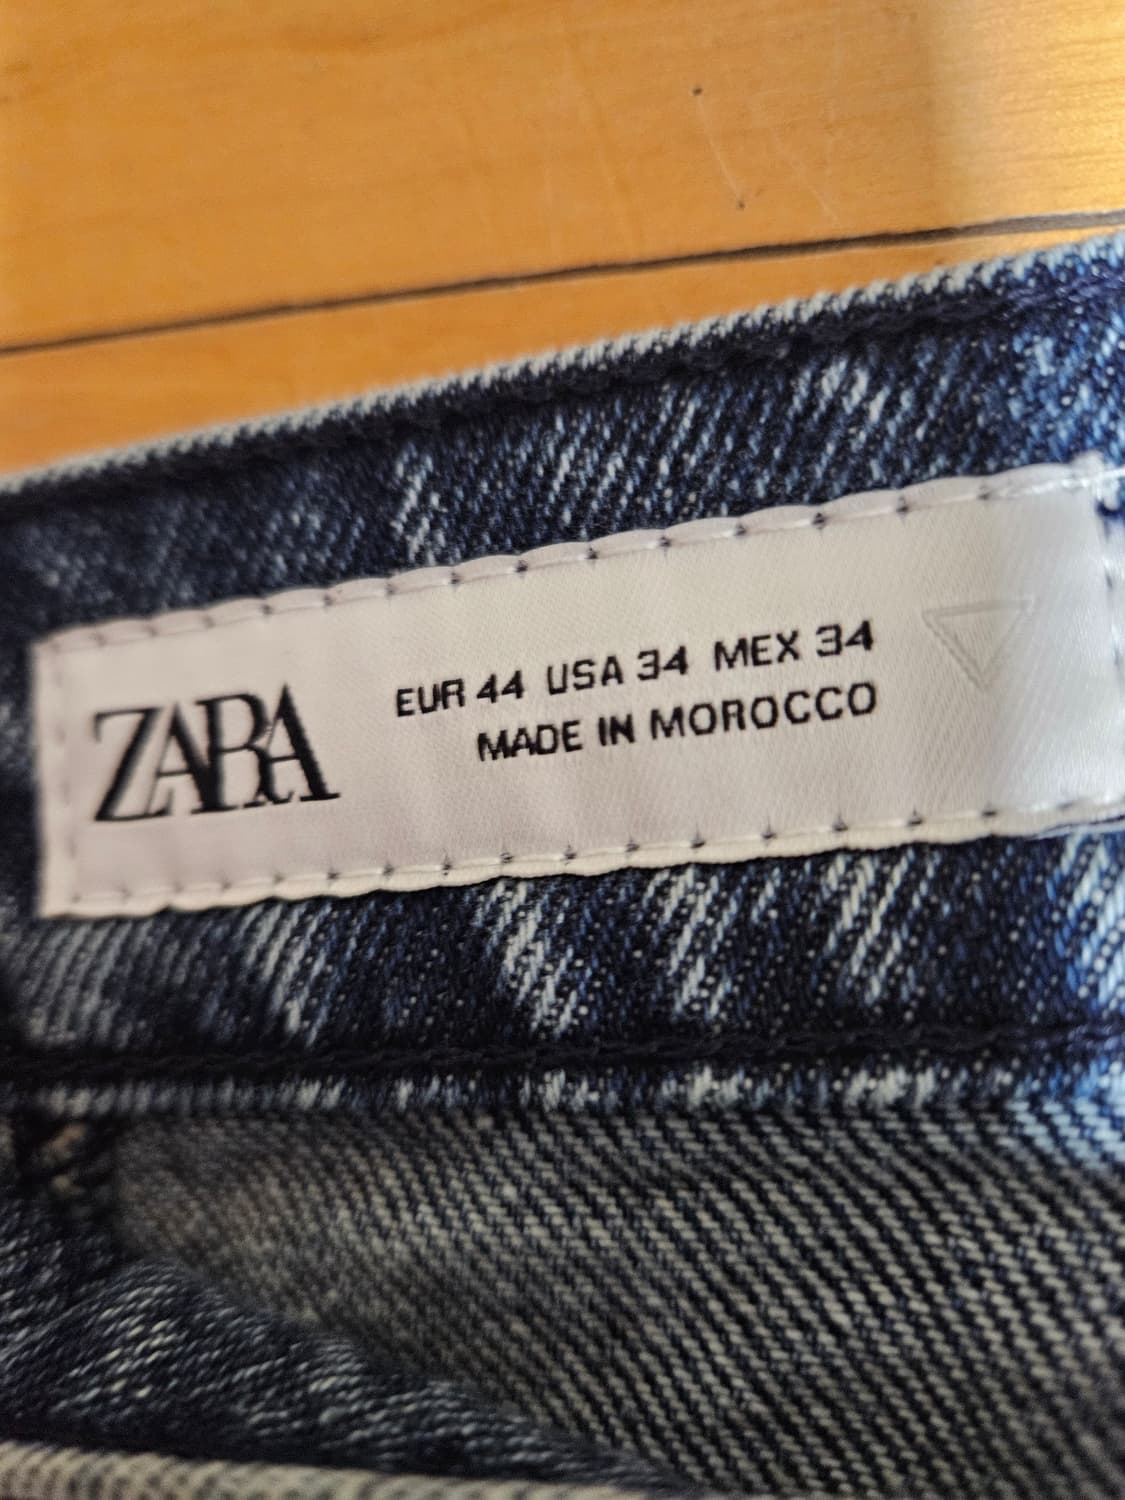 ZARA
EUR 44 USA 34 MEX 34
MADE IN MOROCCO